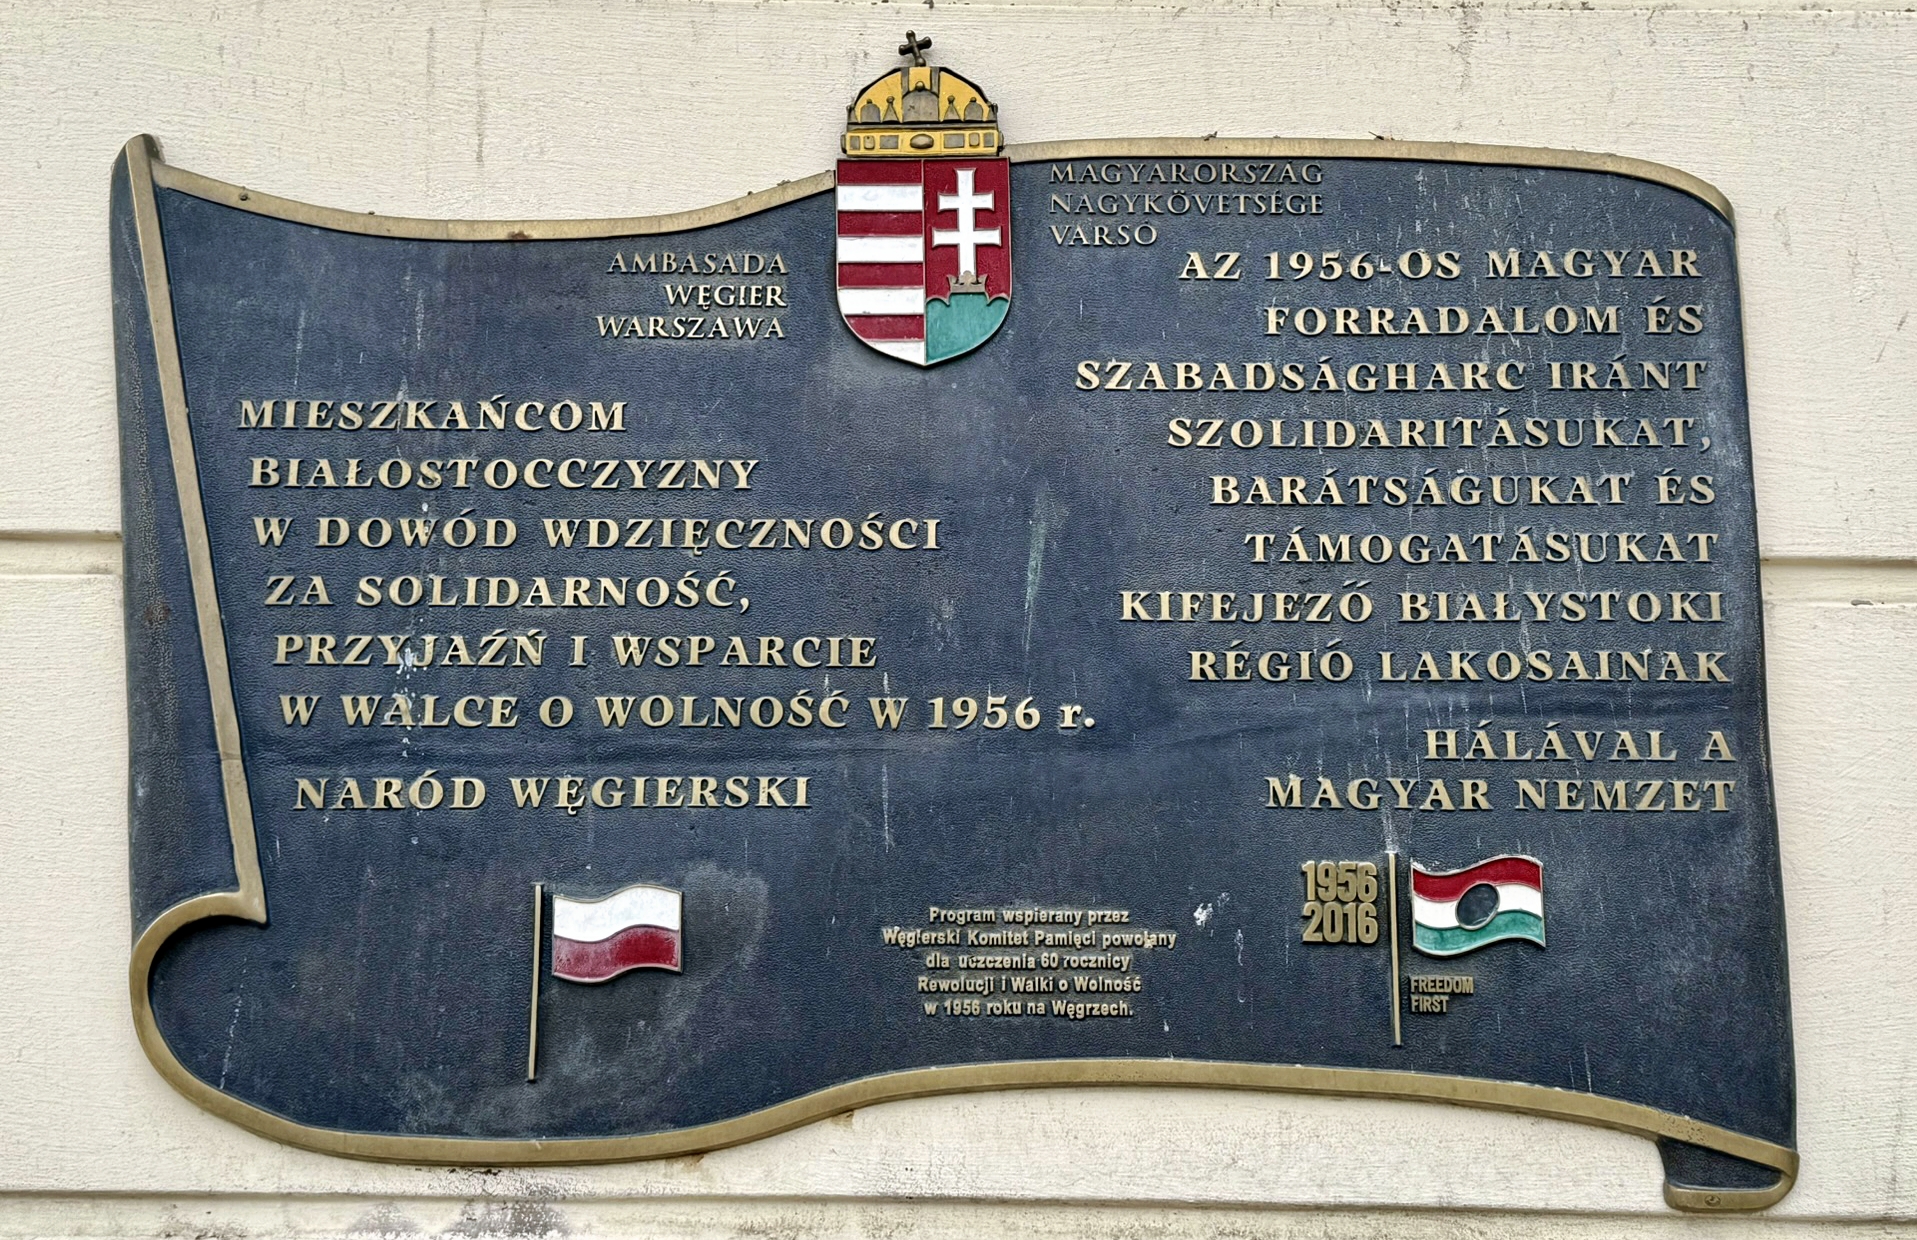 AMBASADA
WĘGIER
WARSZAWA
MIESZKAŃCOM
BIAŁOSTOCCZYZNY
W DOWÓD WDZIĘCZNOŚCI
ZA SOLIDARNOŚĆ,
PRZYJAŹŃ I WSPARCIE
W WALCE O WOLNOŚĆ W 1956 r.
NARÓD WĘGIERSKI
MAGYARORSZÁG
NAGYKÖVETSÉGE
VARSÓ
AZ 1956-OS MAGYAR
FORRADALOM ÉS
SZABADSÁGHARC IRÁNT
SZOLIDARITÁSUKAT,
BARÁTSÁGUKAT ÉS
TÁMOGATÁSUKAT
KIFEJEZŐ BIAŁYSTOKI
RÉGIÓ LAKOSAINAK
HÁLÁVAL A
MAGYAR NEMZET
Program wspierany przez
Węgierski Komitet Pamięci powołany
dla uczczenia 60 rocznicy
Rewolucji i Walki o Wolność
w 1956 roku na Węgrzech.
1956
2016
FREEDOM
FIRST